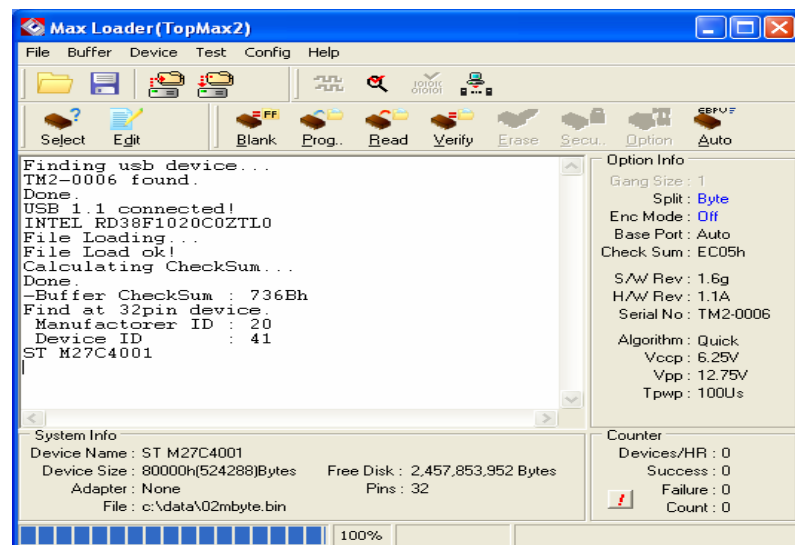 Max Loader(TopMax2)
File Buffer Device Test Config Help
Select Edit Blank Prog.. Read Verify Erase Secu.. Option Auto
Finding usb device...
TM2-0006 found.
Done.
USB 1.1 connected!
INTEL RD38F1020C0ZTL0
File Loading...
File Load ok!
Calculating CheckSum...
Done.
-Buffer CheckSum : 736Bh
Find at 32pin device.
Manufactorer ID : 20
Device ID : 41
ST M27C4001
Option Info
Gang Size : 1
Split : Byte
Enc Mode : Off
Base Port : Auto
Check Sum : EC05h
S/W Rev : 1.6g
H/W Rev : 1.1A
Serial No : TM2-0006
Algorithm : Quick
Vccp : 6.25V
Vpp : 12.75V
Tpwp : 100Us
System Info
Device Name : ST M27C4001
Device Size : 80000h(524288)Bytes Free Disk : 2,457,853,952 Bytes
Adapter : None Pins : 32
File : c:\data\02mbyte.bin
Counter
Devices/HR : 0
Success : 0
Failure : 0
Count : 0
100%